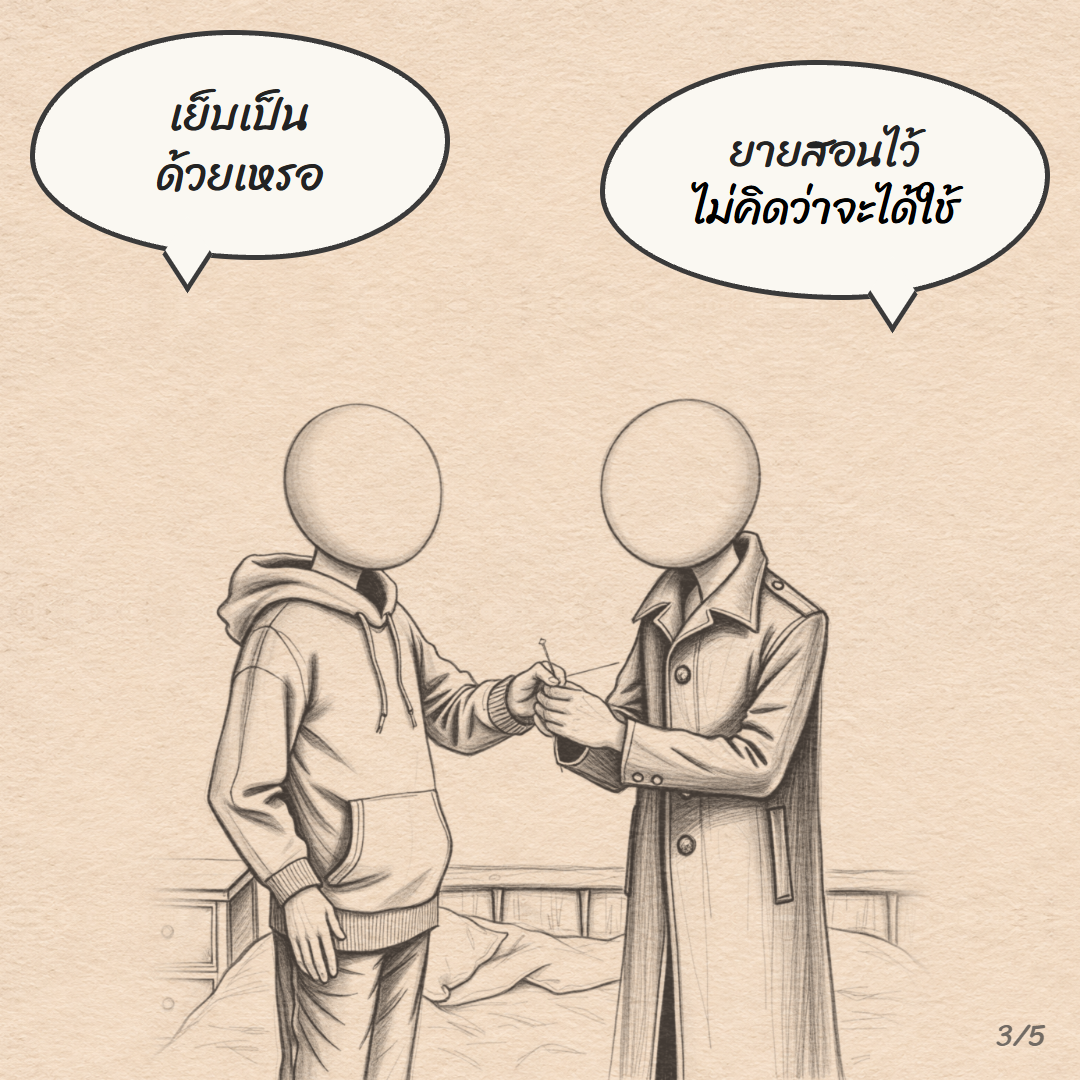 เย็บเป็น
ด้วยเหรอ
ยายสอนไว้
ไม่คิดว่าจะได้ใช้
3/5